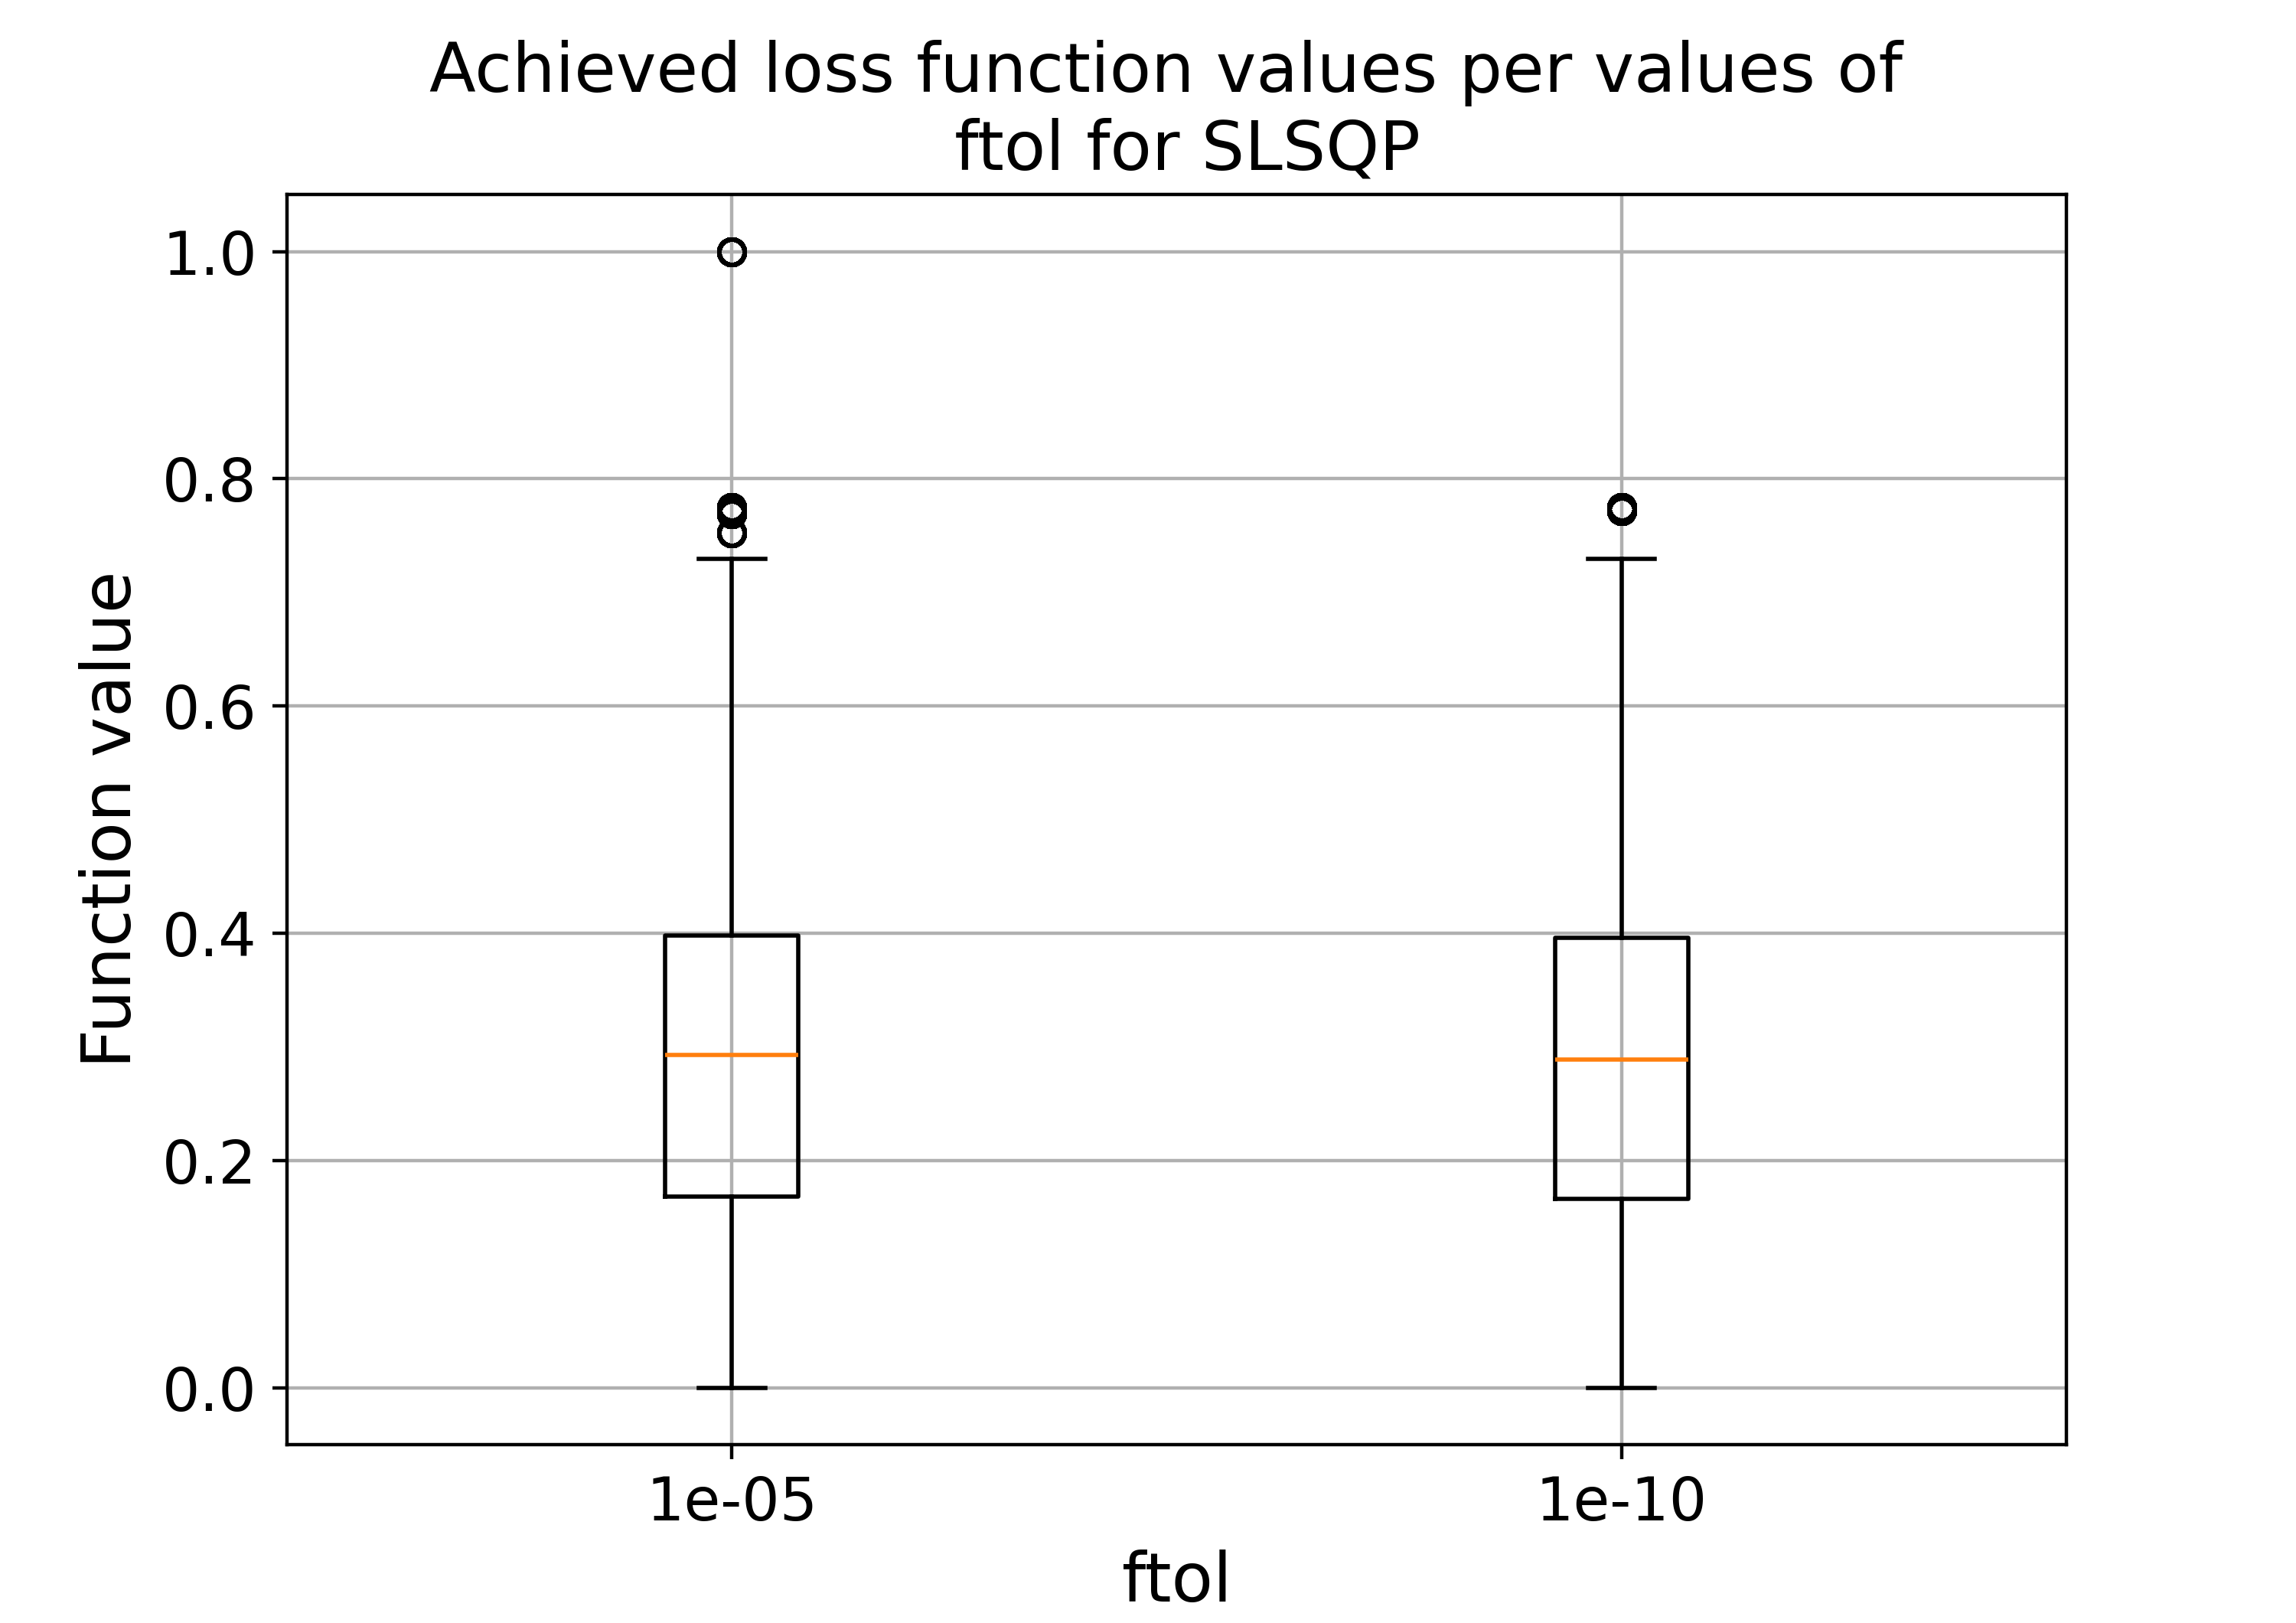 Achieved loss function values per values of
ftol for SLSQP
1.0
0.8
0.6
0.4
0.2
0.0
Function value
1e-05
1e-10
ftol